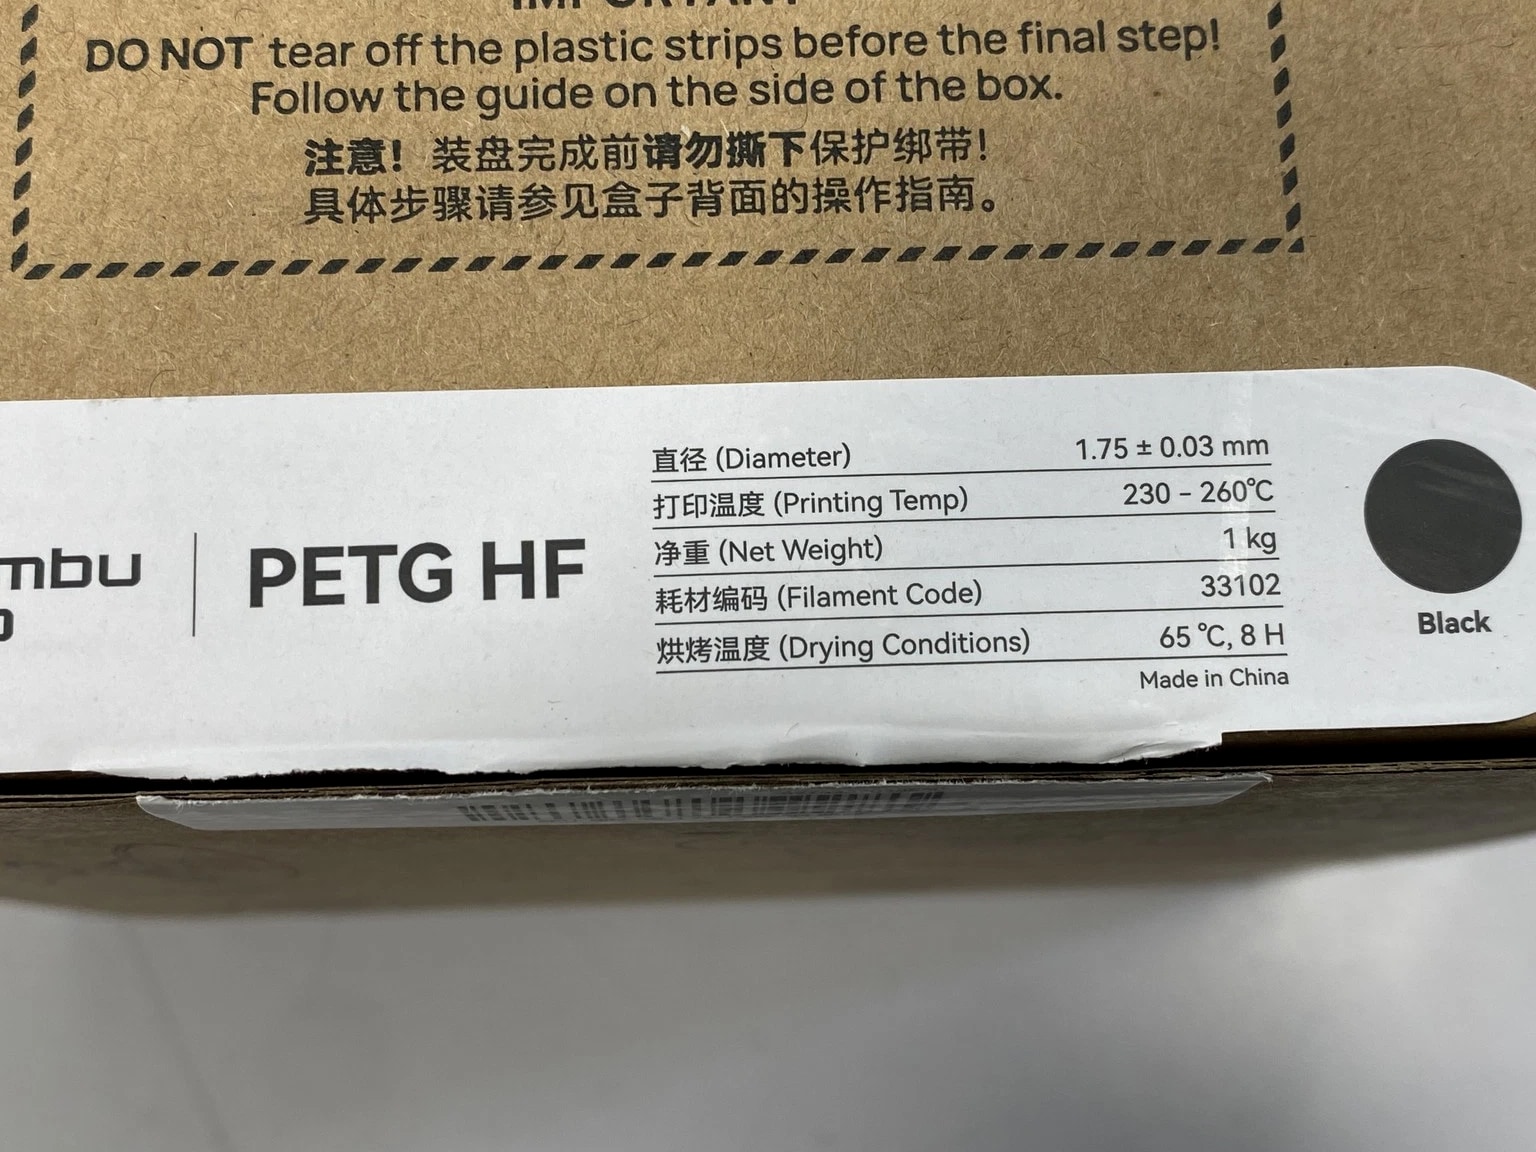 IMPORTANT
DO NOT tear off the plastic strips before the final step!
Follow the guide on the side of the box.
注意！装盘完成前请勿撕下保护绑带！
具体步骤请参见盒子背面的操作指南。
mbu
PETG HF
直径 (Diameter) 1.75 ± 0.03 mm
打印温度 (Printing Temp) 230 – 260℃
净重 (Net Weight) 1 kg
耗材编码 (Filament Code) 33102
烘烤温度 (Drying Conditions) 65 ℃, 8 H
Made in China
Black